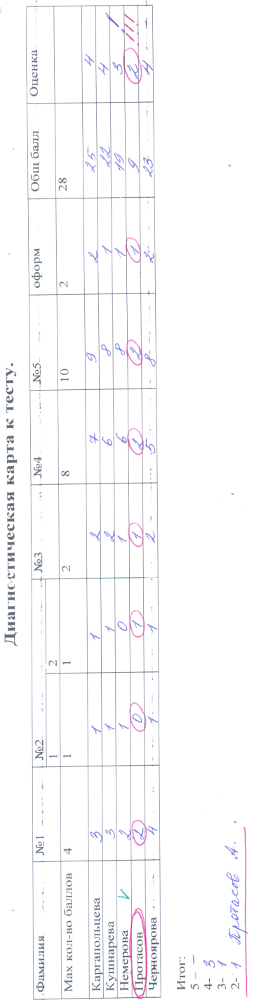 Диагностическая карта к тесту.
Фамилия №1 №2 №3 №4 №5 оформ Общ балл Оценка
1 2
Мах кол-во баллов 4 1 1 2 8 10 2 28
Каргапольцева 3 1 1 2 7 9 2 25 4
Кушнарева 3 1 1 2 6 8 1 22 4
Немерова 2 1 0 1 6 8 1 19 3
Протасов 2 0 1 1 2 2 1 9 2 !!!
Черноярова 4 1 1 2 5 8 2 23 4
Итог:
5 – –
4- 3
3- 1
2- 1 Протасов А.